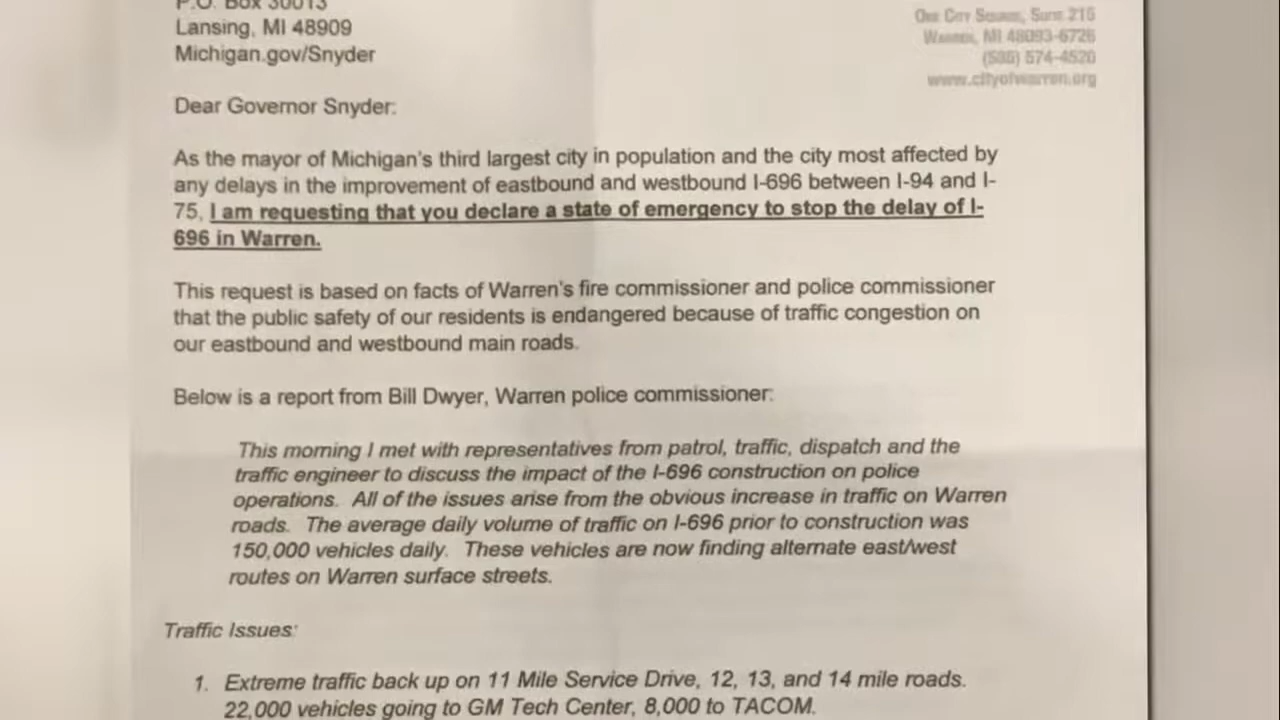 P.O. Box 30013
Lansing, MI 48909
Michigan.gov/Snyder
One City Square, Suite 215
Warren, MI 48093-6726
(586) 574-4520
www.cityofwarren.org
Dear Governor Snyder:
As the mayor of Michigan's third largest city in population and the city most affected by
any delays in the improvement of eastbound and westbound I-696 between I-94 and I-
75, I am requesting that you declare a state of emergency to stop the delay of I-
696 in Warren.
This request is based on facts of Warren's fire commissioner and police commissioner
that the public safety of our residents is endangered because of traffic congestion on
our eastbound and westbound main roads.
Below is a report from Bill Dwyer, Warren police commissioner:
This morning I met with representatives from patrol, traffic, dispatch and the
traffic engineer to discuss the impact of the I-696 construction on police
operations. All of the issues arise from the obvious increase in traffic on Warren
roads. The average daily volume of traffic on I-696 prior to construction was
150,000 vehicles daily. These vehicles are now finding alternate east/west
routes on Warren surface streets.
Traffic Issues:
1. Extreme traffic back up on 11 Mile Service Drive, 12, 13, and 14 mile roads.
22,000 vehicles going to GM Tech Center, 8,000 to TACOM.